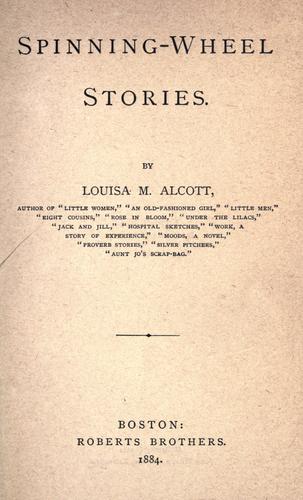 SPINNING-WHEEL
STORIES.
BY
LOUISA M. ALCOTT,
AUTHOR OF "LITTLE WOMEN," "AN OLD-FASHIONED GIRL," "LITTLE MEN,"
"EIGHT COUSINS," "ROSE IN BLOOM," "UNDER THE LILACS,"
"JACK AND JILL," "HOSPITAL SKETCHES," "WORK, A
STORY OF EXPERIENCE," "MOODS, A NOVEL,"
"PROVERB STORIES," "SILVER PITCHERS,"
"AUNT JO'S SCRAP-BAG."
BOSTON:
ROBERTS BROTHERS.
1884.